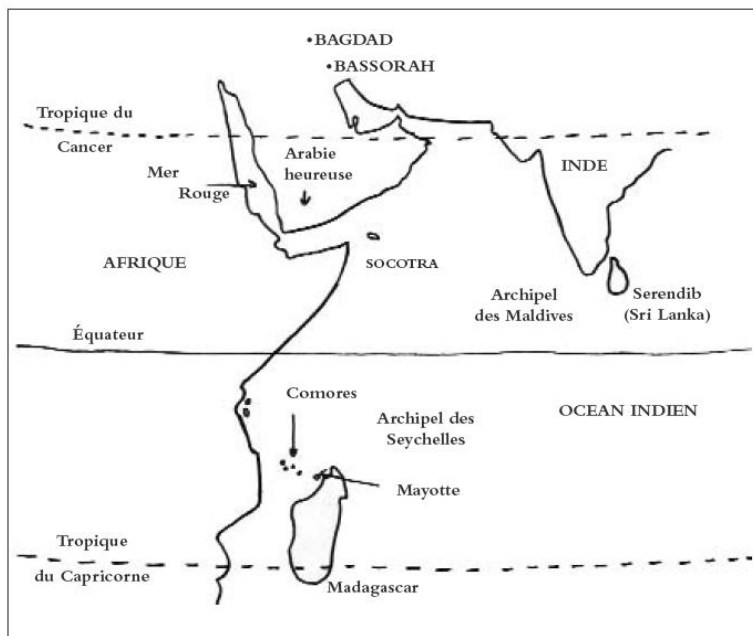 •BAGDAD
•BASSORAH
Tropique du
Cancer
Mer
Rouge
Arabie
heureuse
INDE
AFRIQUE
SOCOTRA
Archipel
des Maldives
Serendib
(Sri Lanka)
Équateur
Comores
Archipel des
Seychelles
OCEAN INDIEN
Mayotte
Tropique
du Capricorne
Madagascar